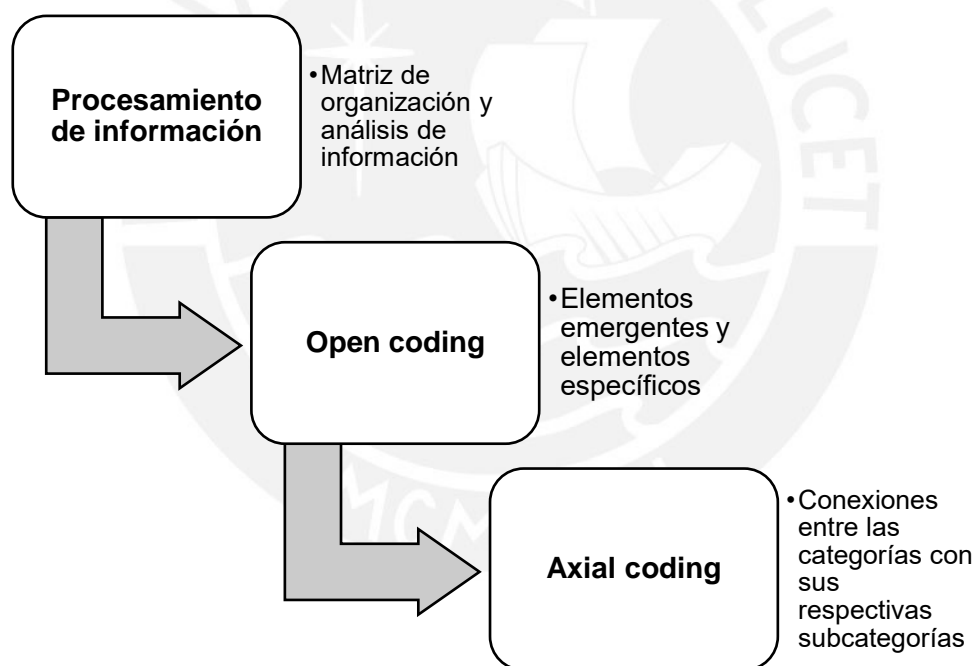 Procesamiento
de información
•Matriz de
organización y
análisis de
información
Open coding
•Elementos
emergentes y
elementos
específicos
Axial coding
•Conexiones
entre las
categorías con
sus
respectivas
subcategorías
LUCET